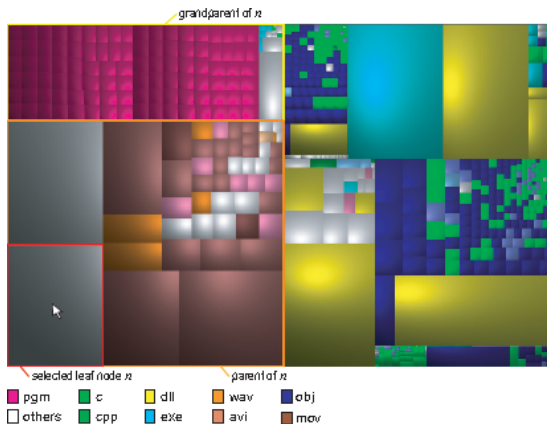 grandparent of n
selected leaf node n
parent of n
pgm c dll wav obj
others cpp exe avi mov